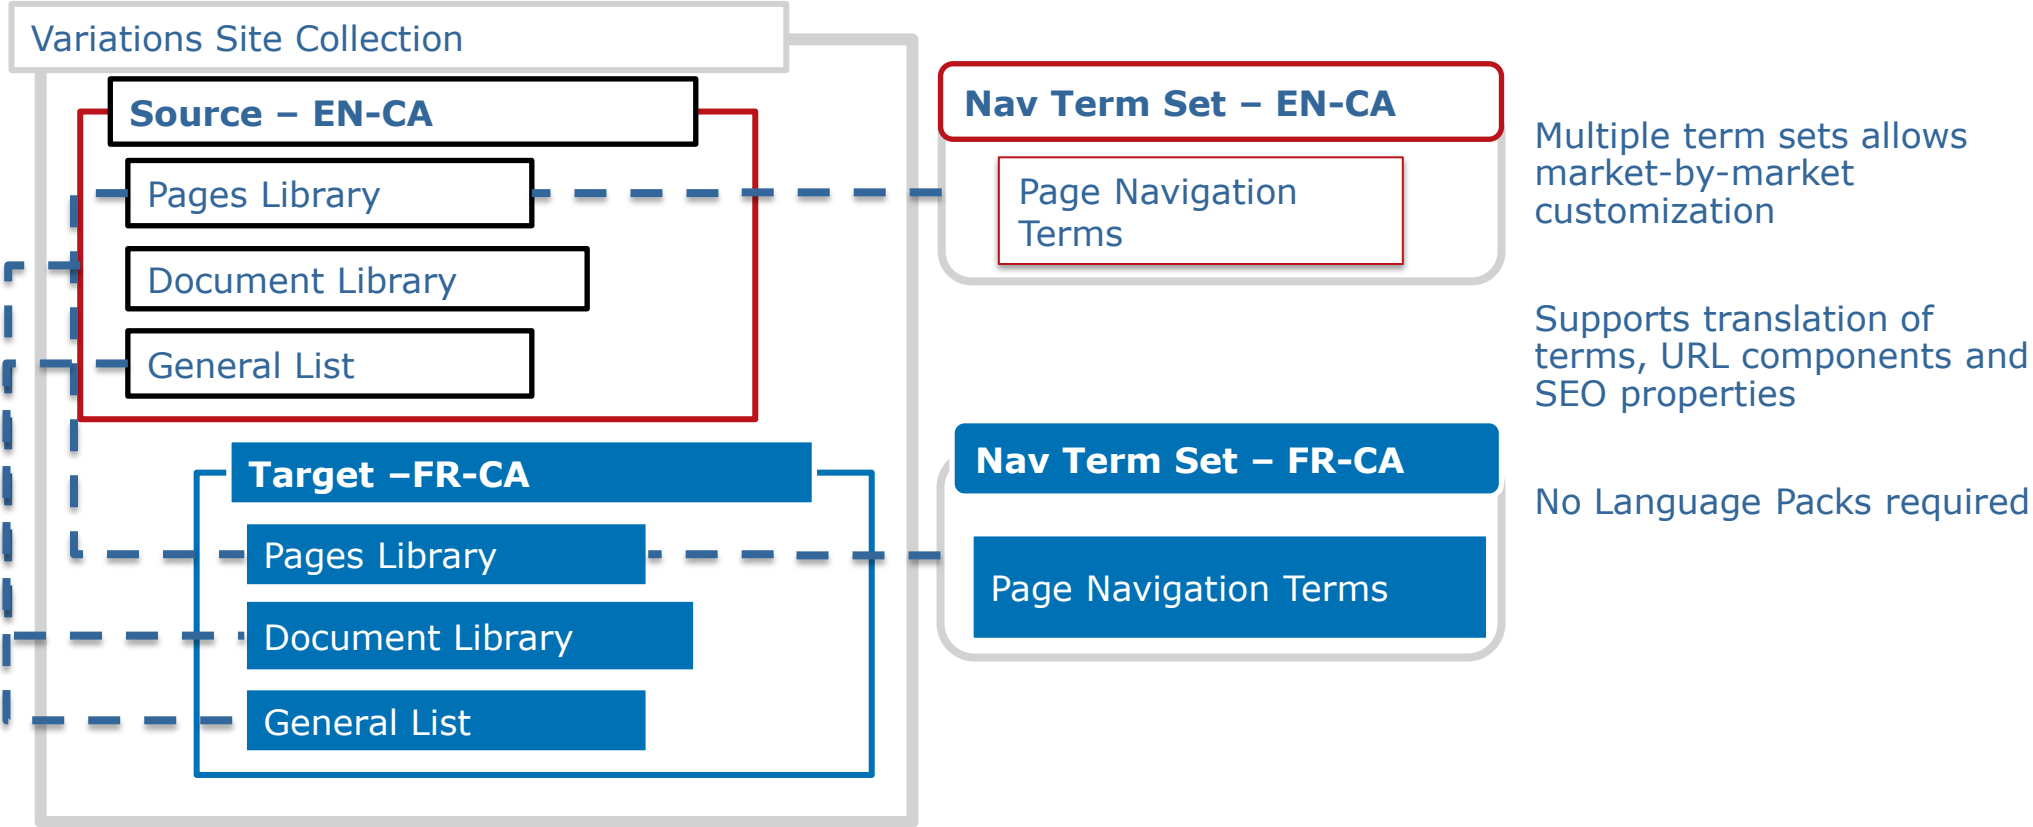 Variations Site Collection
Source – EN-CA
Pages Library
Document Library
General List
Target –FR-CA
Pages Library
Document Library
General List
Nav Term Set – EN-CA
Page Navigation
Terms
Nav Term Set – FR-CA
Page Navigation Terms
Multiple term sets allows
market-by-market
customization
Supports translation of
terms, URL components and
SEO properties
No Language Packs required